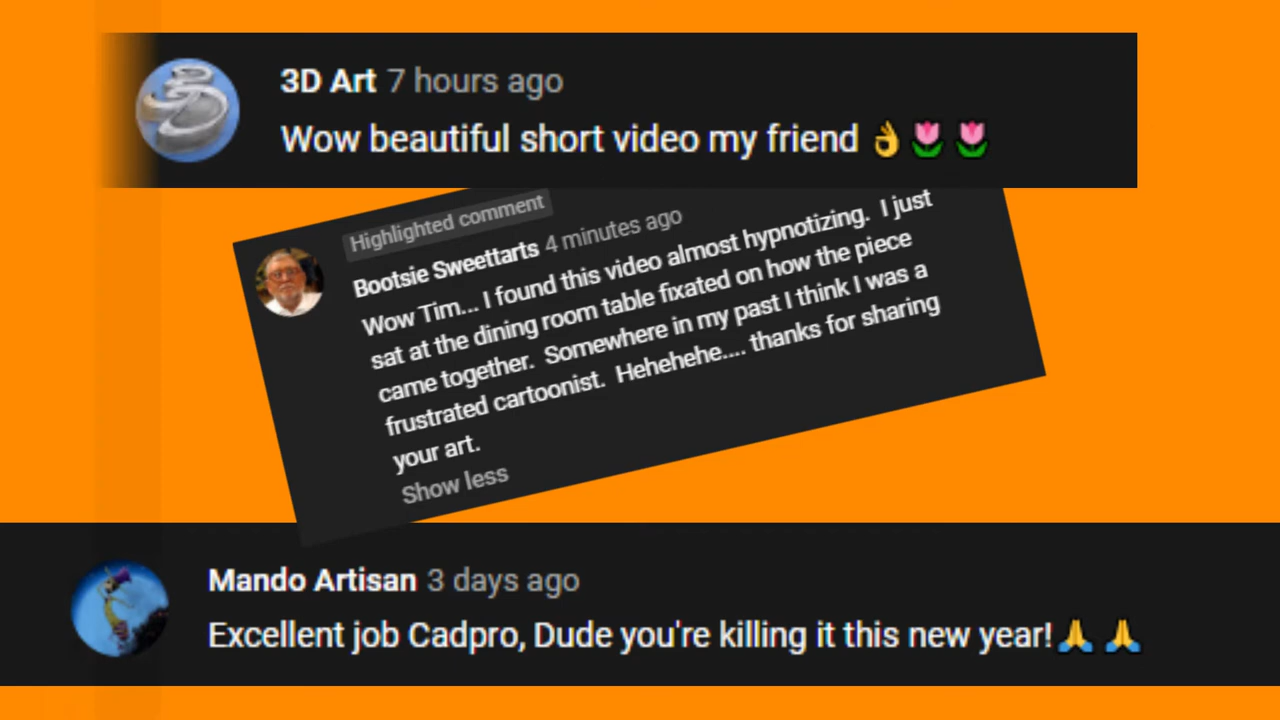 3D Art 7 hours ago
Wow beautiful short video my friend 👌🌷🌷
Highlighted comment
Bootsie Sweettarts 4 minutes ago
Wow Tim... I found this video almost hypnotizing. I just
sat at the dining room table fixated on how the piece
came together. Somewhere in my past I think I was a
frustrated cartoonist. Hehehehe.... thanks for sharing
your art.
Show less
Mando Artisan 3 days ago
Excellent job Cadpro, Dude you're killing it this new year!🙏 🙏